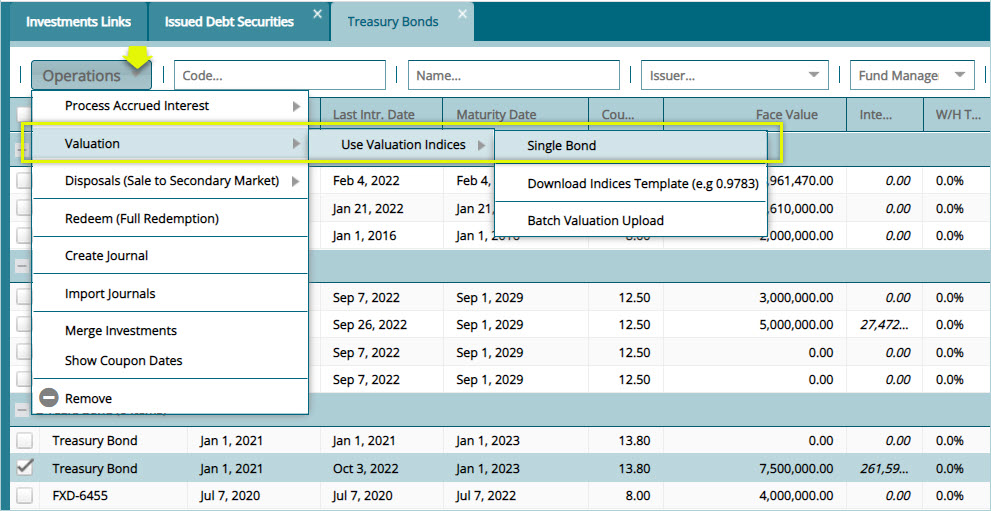 Investments Links Issued Debt Securities Treasury Bonds
Operations Code... Name... Issuer... Fund Manage
Process Accrued Interest Last Intr. Date Maturity Date Cou... Face Value Inte... W/H T...
Valuation Use Valuation Indices Single Bond
Disposals (Sale to Secondary Market) Feb 4, 2022 Feb 4, Download Indices Template (e.g 0.9783) ,961,470.00 0.00 0.0%
Redeem (Full Redemption) Jan 21, 2022 Jan 21, Batch Valuation Upload ,610,000.00 0.00 0.0%
Jan 1, 2016 Jan 1, 2,000,000.00 0.00 0.0%
Create Journal
Import Journals Sep 7, 2022 Sep 1, 2029 12.50 3,000,000.00 0.00 0.0%
Sep 26, 2022 Sep 1, 2029 12.50 5,000,000.00 27,472... 0.0%
Merge Investments Sep 7, 2022 Sep 1, 2029 12.50 0.00 0.00 0.0%
Show Coupon Dates Sep 7, 2022 Sep 1, 2029 12.50 0.00 0.00 0.0%
Remove
Treasury Bond Jan 1, 2021 Jan 1, 2021 Jan 1, 2023 13.80 0.00 0.00 0.0%
Treasury Bond Jan 1, 2021 Oct 3, 2022 Jan 1, 2023 13.80 7,500,000.00 261,59... 0.0%
FXD-6455 Jul 7, 2020 Jul 7, 2020 Jul 7, 2022 8.00 4,000,000.00 0.00 0.0%